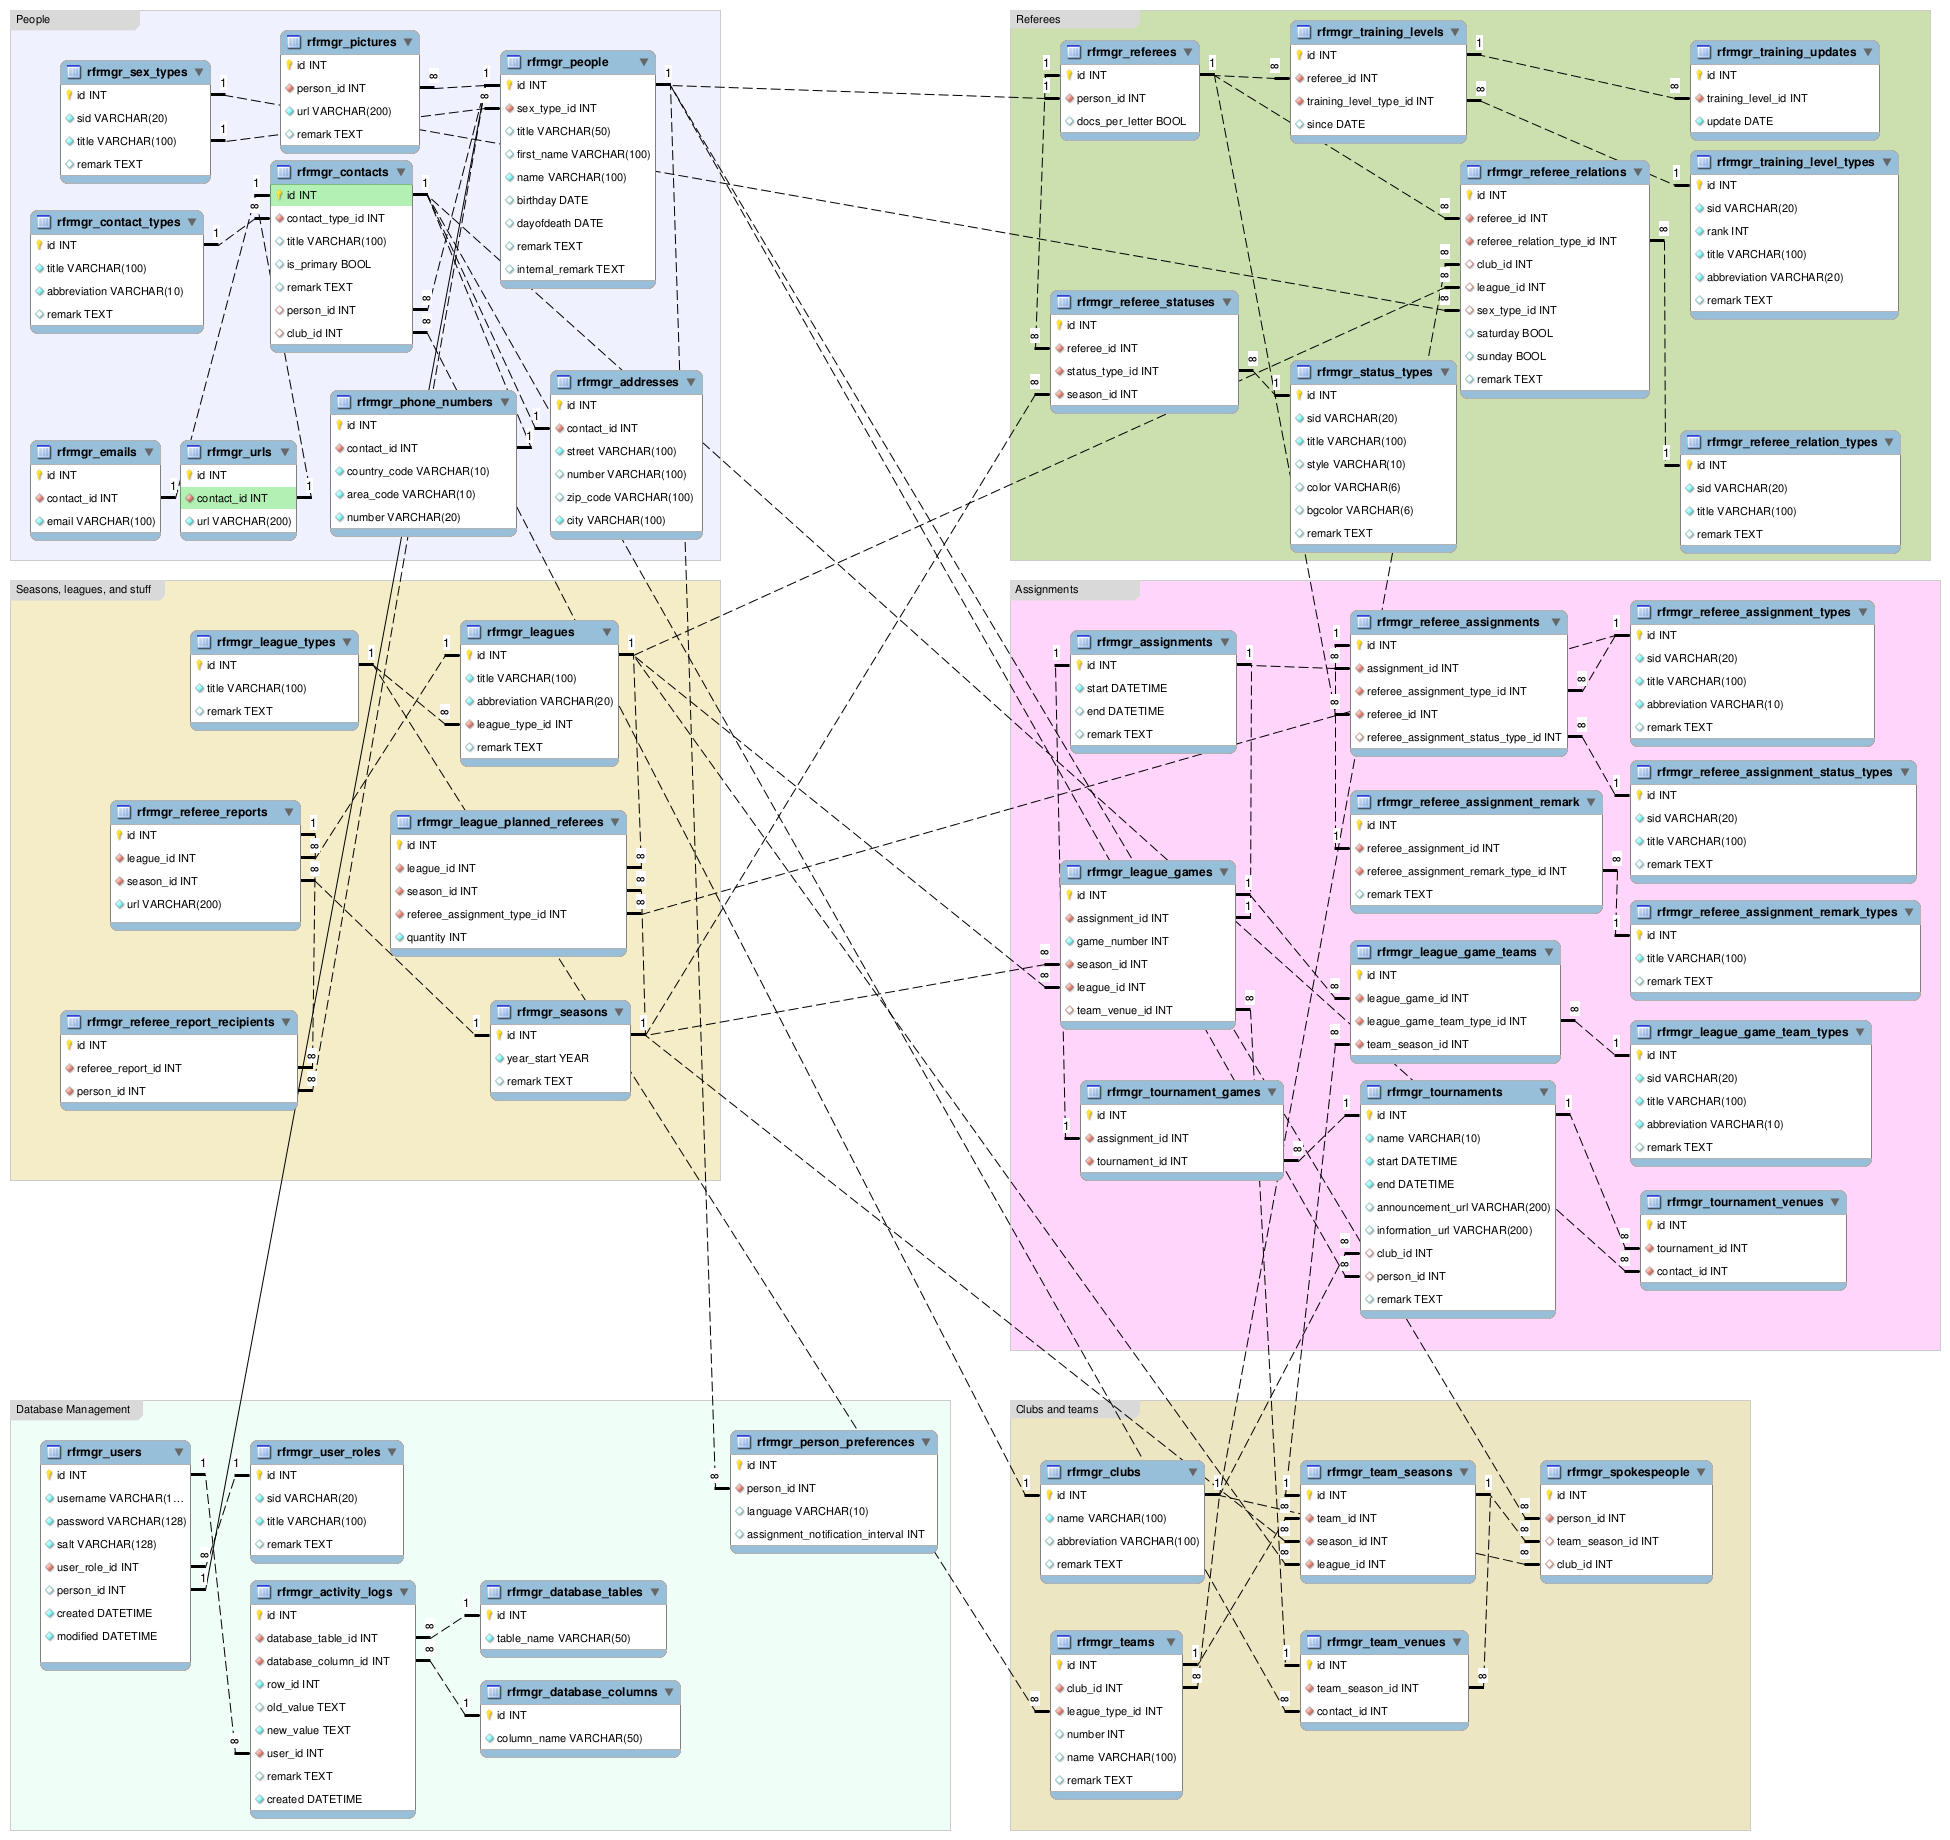 People
rfrmgr_sex_types
id INT
sid VARCHAR(20)
title VARCHAR(100)
remark TEXT
rfrmgr_pictures
id INT
person_id INT
url VARCHAR(200)
remark TEXT
rfrmgr_people
id INT
sex_type_id INT
title VARCHAR(50)
first_name VARCHAR(100)
name VARCHAR(100)
birthday DATE
dayofdeath DATE
remark TEXT
internal_remark TEXT
rfrmgr_contact_types
id INT
title VARCHAR(100)
abbreviation VARCHAR(10)
remark TEXT
rfrmgr_contacts
id INT
contact_type_id INT
title VARCHAR(100)
is_primary BOOL
remark TEXT
person_id INT
club_id INT
rfrmgr_emails
id INT
contact_id INT
email VARCHAR(100)
rfrmgr_urls
id INT
contact_id INT
url VARCHAR(200)
rfrmgr_phone_numbers
id INT
contact_id INT
country_code VARCHAR(10)
area_code VARCHAR(10)
number VARCHAR(20)
rfrmgr_addresses
id INT
contact_id INT
street VARCHAR(100)
number VARCHAR(100)
zip_code VARCHAR(100)
city VARCHAR(100)
Referees
rfrmgr_referees
id INT
person_id INT
docs_per_letter BOOL
rfrmgr_training_levels
id INT
referee_id INT
training_level_type_id INT
since DATE
rfrmgr_training_updates
id INT
training_level_id INT
update DATE
rfrmgr_training_level_types
id INT
sid VARCHAR(20)
rank INT
title VARCHAR(100)
abbreviation VARCHAR(20)
remark TEXT
rfrmgr_referee_relations
id INT
referee_id INT
referee_relation_type_id INT
club_id INT
league_id INT
sex_type_id INT
saturday BOOL
sunday BOOL
remark TEXT
rfrmgr_referee_statuses
id INT
referee_id INT
status_type_id INT
season_id INT
rfrmgr_status_types
id INT
sid VARCHAR(20)
title VARCHAR(100)
style VARCHAR(10)
color VARCHAR(6)
bgcolor VARCHAR(6)
remark TEXT
rfrmgr_referee_relation_types
id INT
sid VARCHAR(20)
title VARCHAR(100)
remark TEXT
Seasons, leagues, and stuff
rfrmgr_league_types
id INT
title VARCHAR(100)
remark TEXT
rfrmgr_leagues
id INT
title VARCHAR(100)
abbreviation VARCHAR(20)
league_type_id INT
remark TEXT
rfrmgr_referee_reports
id INT
league_id INT
season_id INT
url VARCHAR(200)
rfrmgr_league_planned_referees
id INT
league_id INT
season_id INT
referee_assignment_type_id INT
quantity INT
rfrmgr_referee_report_recipients
id INT
referee_report_id INT
person_id INT
rfrmgr_seasons
id INT
year_start YEAR
remark TEXT
Assignments
rfrmgr_assignments
id INT
start DATETIME
end DATETIME
remark TEXT
rfrmgr_referee_assignments
id INT
assignment_id INT
referee_assignment_type_id INT
referee_id INT
referee_assignment_status_type_id INT
rfrmgr_referee_assignment_types
id INT
sid VARCHAR(20)
title VARCHAR(100)
abbreviation VARCHAR(10)
remark TEXT
rfrmgr_referee_assignment_status_types
id INT
sid VARCHAR(20)
title VARCHAR(100)
remark TEXT
rfrmgr_referee_assignment_remark
id INT
referee_assignment_id INT
referee_assignment_remark_type_id INT
remark TEXT
rfrmgr_referee_assignment_remark_types
id INT
title VARCHAR(100)
remark TEXT
rfrmgr_league_games
id INT
assignment_id INT
game_number INT
season_id INT
league_id INT
team_venue_id INT
rfrmgr_league_game_teams
id INT
league_game_id INT
league_game_team_type_id INT
team_season_id INT
rfrmgr_league_game_team_types
id INT
sid VARCHAR(20)
title VARCHAR(100)
abbreviation VARCHAR(10)
remark TEXT
rfrmgr_tournament_games
id INT
assignment_id INT
tournament_id INT
rfrmgr_tournaments
id INT
name VARCHAR(10)
start DATETIME
end DATETIME
announcement_url VARCHAR(200)
information_url VARCHAR(200)
club_id INT
person_id INT
remark TEXT
rfrmgr_tournament_venues
id INT
tournament_id INT
contact_id INT
Database Management
rfrmgr_users
id INT
username VARCHAR(1...
password VARCHAR(128)
salt VARCHAR(128)
user_role_id INT
person_id INT
created DATETIME
modified DATETIME
rfrmgr_user_roles
id INT
sid VARCHAR(20)
title VARCHAR(100)
remark TEXT
rfrmgr_person_preferences
id INT
person_id INT
language VARCHAR(10)
assignment_notification_interval INT
rfrmgr_activity_logs
id INT
database_table_id INT
database_column_id INT
row_id INT
old_value TEXT
new_value TEXT
user_id INT
remark TEXT
created DATETIME
rfrmgr_database_tables
id INT
table_name VARCHAR(50)
rfrmgr_database_columns
id INT
column_name VARCHAR(50)
Clubs and teams
rfrmgr_clubs
id INT
name VARCHAR(100)
abbreviation VARCHAR(100)
remark TEXT
rfrmgr_team_seasons
id INT
team_id INT
season_id INT
league_id INT
rfrmgr_spokespeople
id INT
person_id INT
team_season_id INT
club_id INT
rfrmgr_teams
id INT
club_id INT
league_type_id INT
number INT
name VARCHAR(100)
remark TEXT
rfrmgr_team_venues
id INT
team_season_id INT
contact_id INT